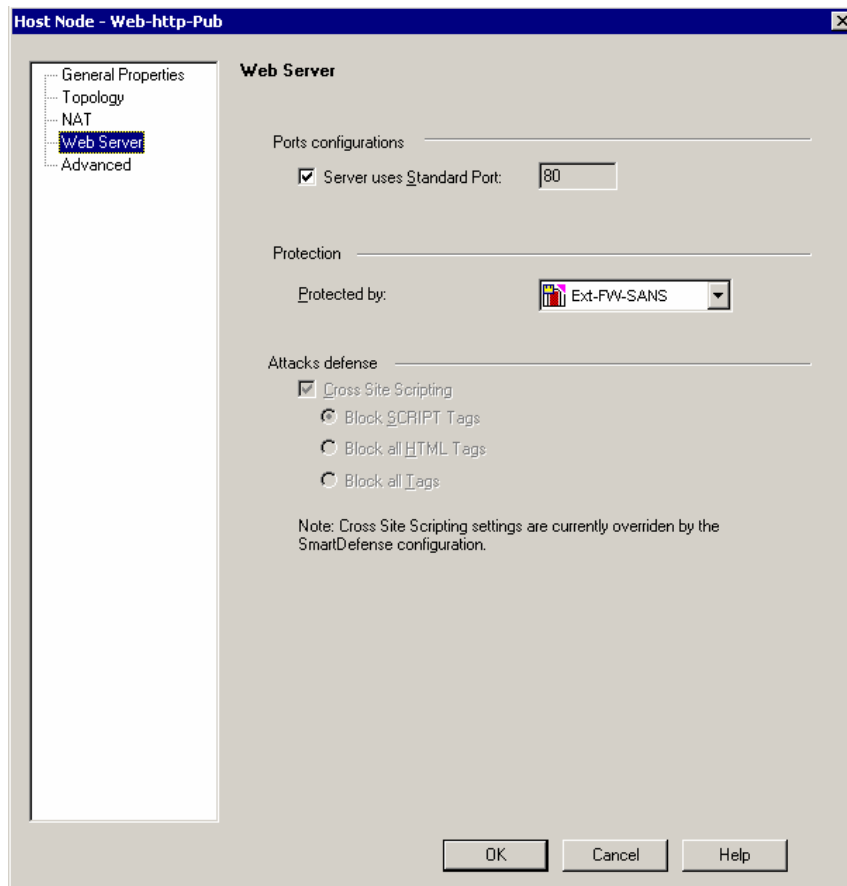 Host Node - Web-http-Pub
General Properties
Topology
NAT
Web Server
Advanced
Web Server
Ports configurations
Server uses Standard Port: 80
Protection
Protected by: Ext-FW-SANS
Attacks defense
Cross Site Scripting
Block SCRIPT Tags
Block all HTML Tags
Block all Tags
Note: Cross Site Scripting settings are currently overriden by the
SmartDefense configuration.
OK Cancel Help